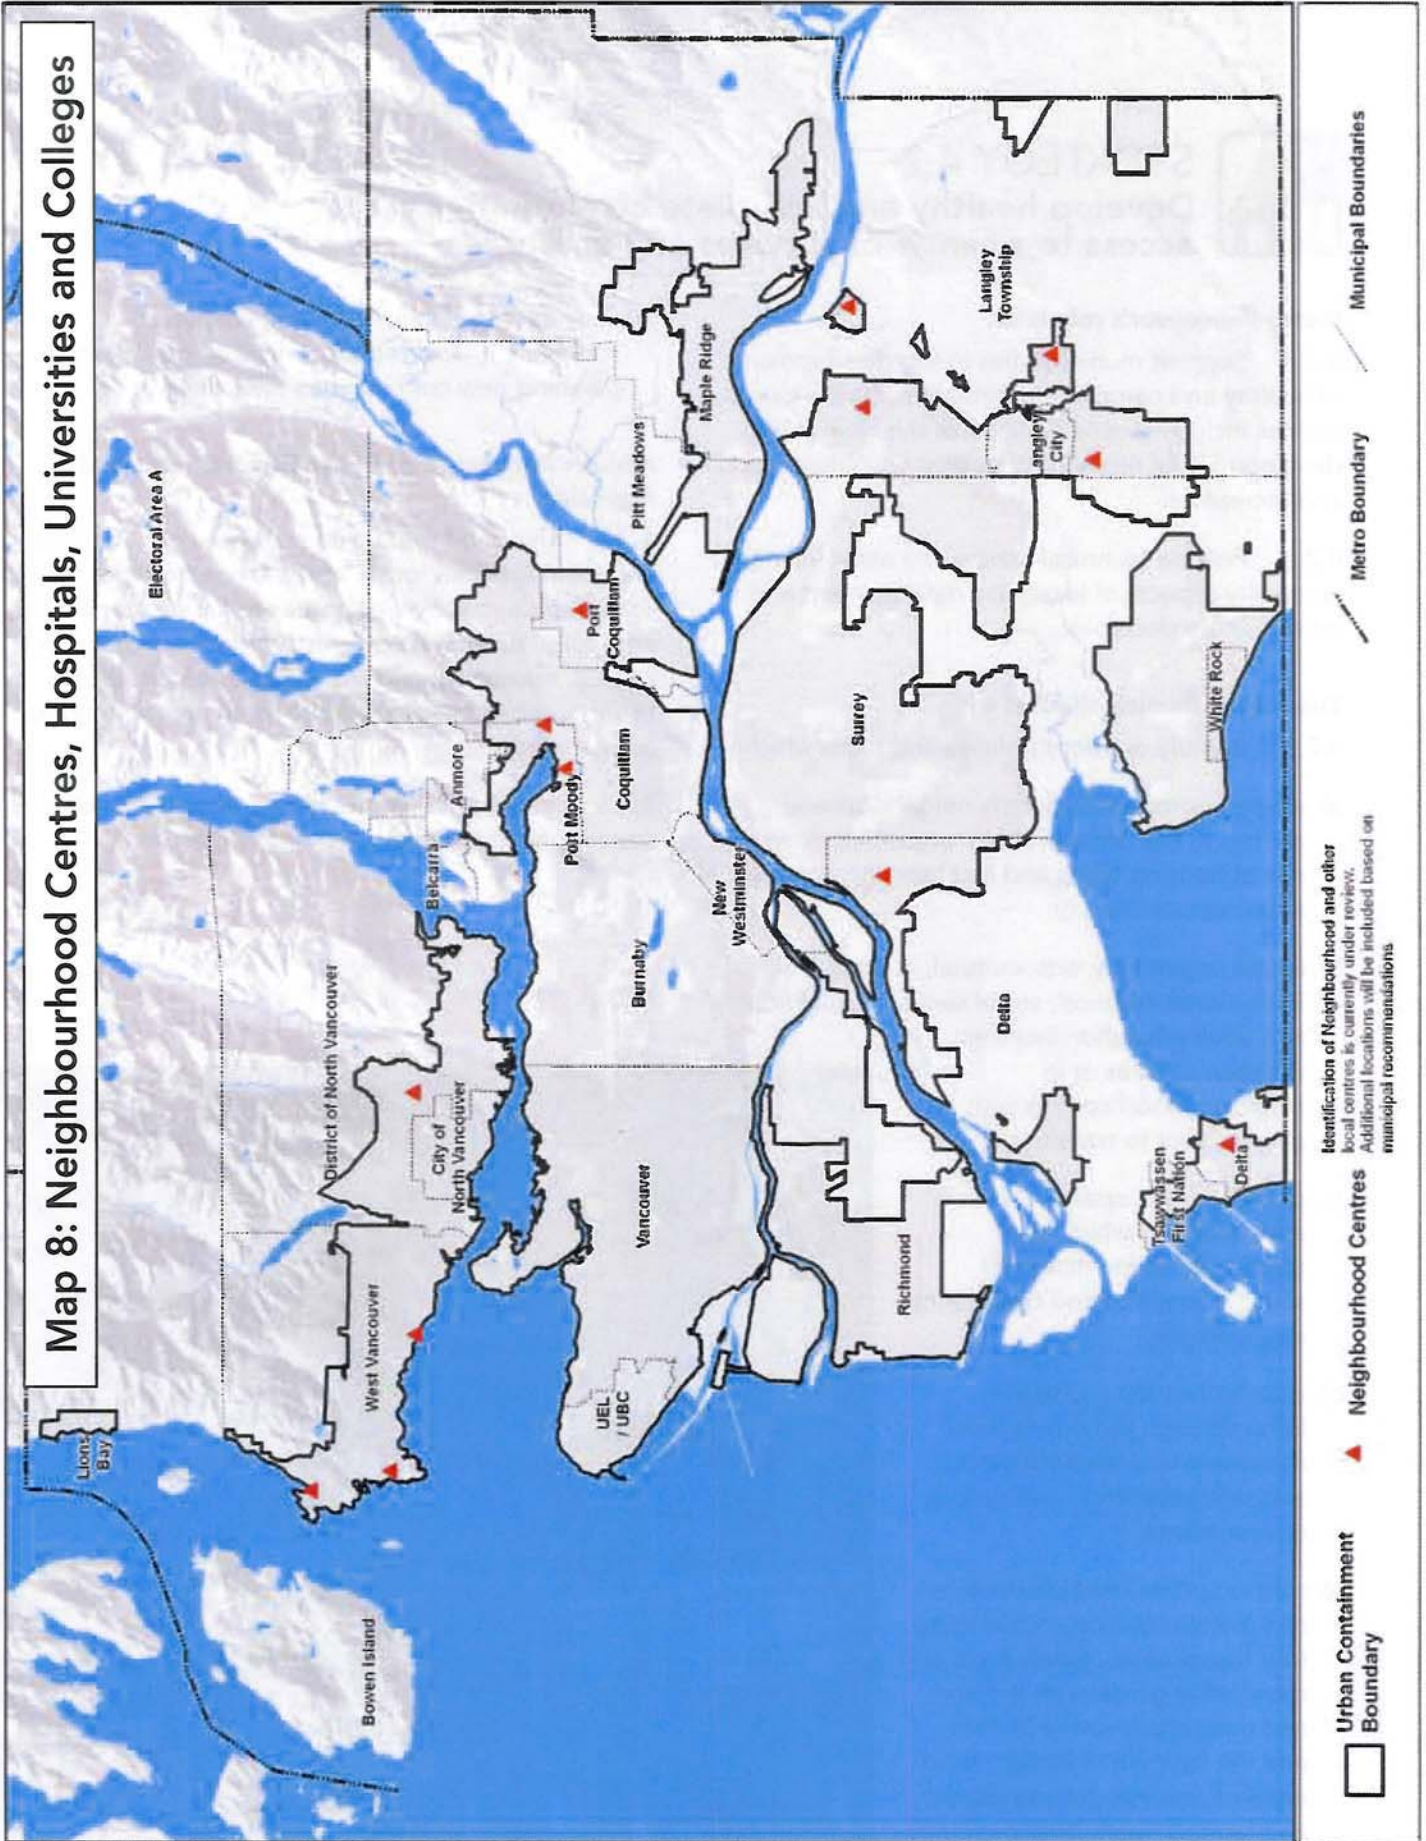 Map 8: Neighbourhood Centres, Hospitals, Universities and Colleges
Lions
Bay
Electoral Area A
Bowen Island
West Vancouver
District of North Vancouver
City of
North Vancouver
Belcarra
Anmore
Port Moody
Coquitlam
Port
Coquitlam
Pitt Meadows
Maple Ridge
UEL
/ UBC
Vancouver
Burnaby
New
Westminster
Richmond
Surrey
Delta
Langley
City
Langley
Township
Tsawwassen
First Nation
Delta
White Rock
Urban Containment
Boundary
Neighbourhood Centres
Identification of Neighbourhood and other
local centres is currently under review.
Additional locations will be included based on
municipal recommendations
Metro Boundary
Municipal Boundaries